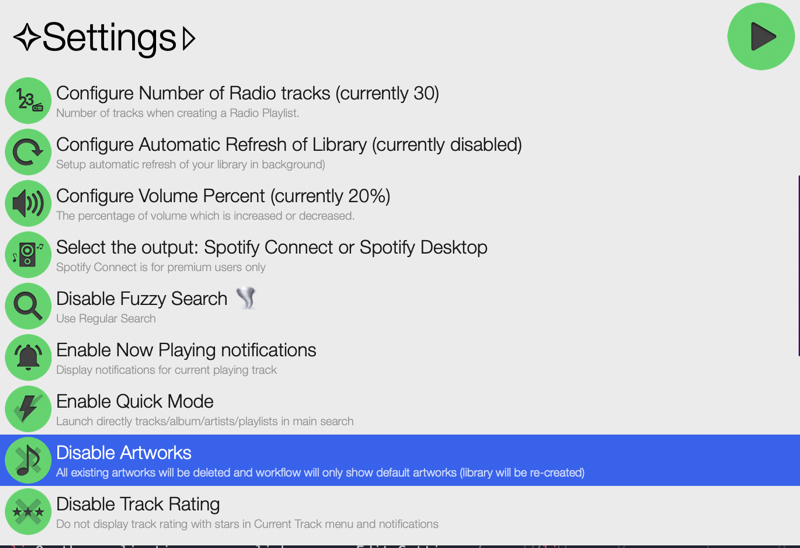 Settings
Configure Number of Radio tracks (currently 30)
Number of tracks when creating a Radio Playlist.
Configure Automatic Refresh of Library (currently disabled)
Setup automatic refresh of your library in background)
Configure Volume Percent (currently 20%)
The percentage of volume which is increased or decreased.
Select the output: Spotify Connect or Spotify Desktop
Spotify Connect is for premium users only
Disable Fuzzy Search
Use Regular Search
Enable Now Playing notifications
Display notifications for current playing track
Enable Quick Mode
Launch directly tracks/album/artists/playlists in main search
Disable Artworks
All existing artworks will be deleted and workflow will only show default artworks (library will be re-created)
Disable Track Rating
Do not display track rating with stars in Current Track menu and notifications